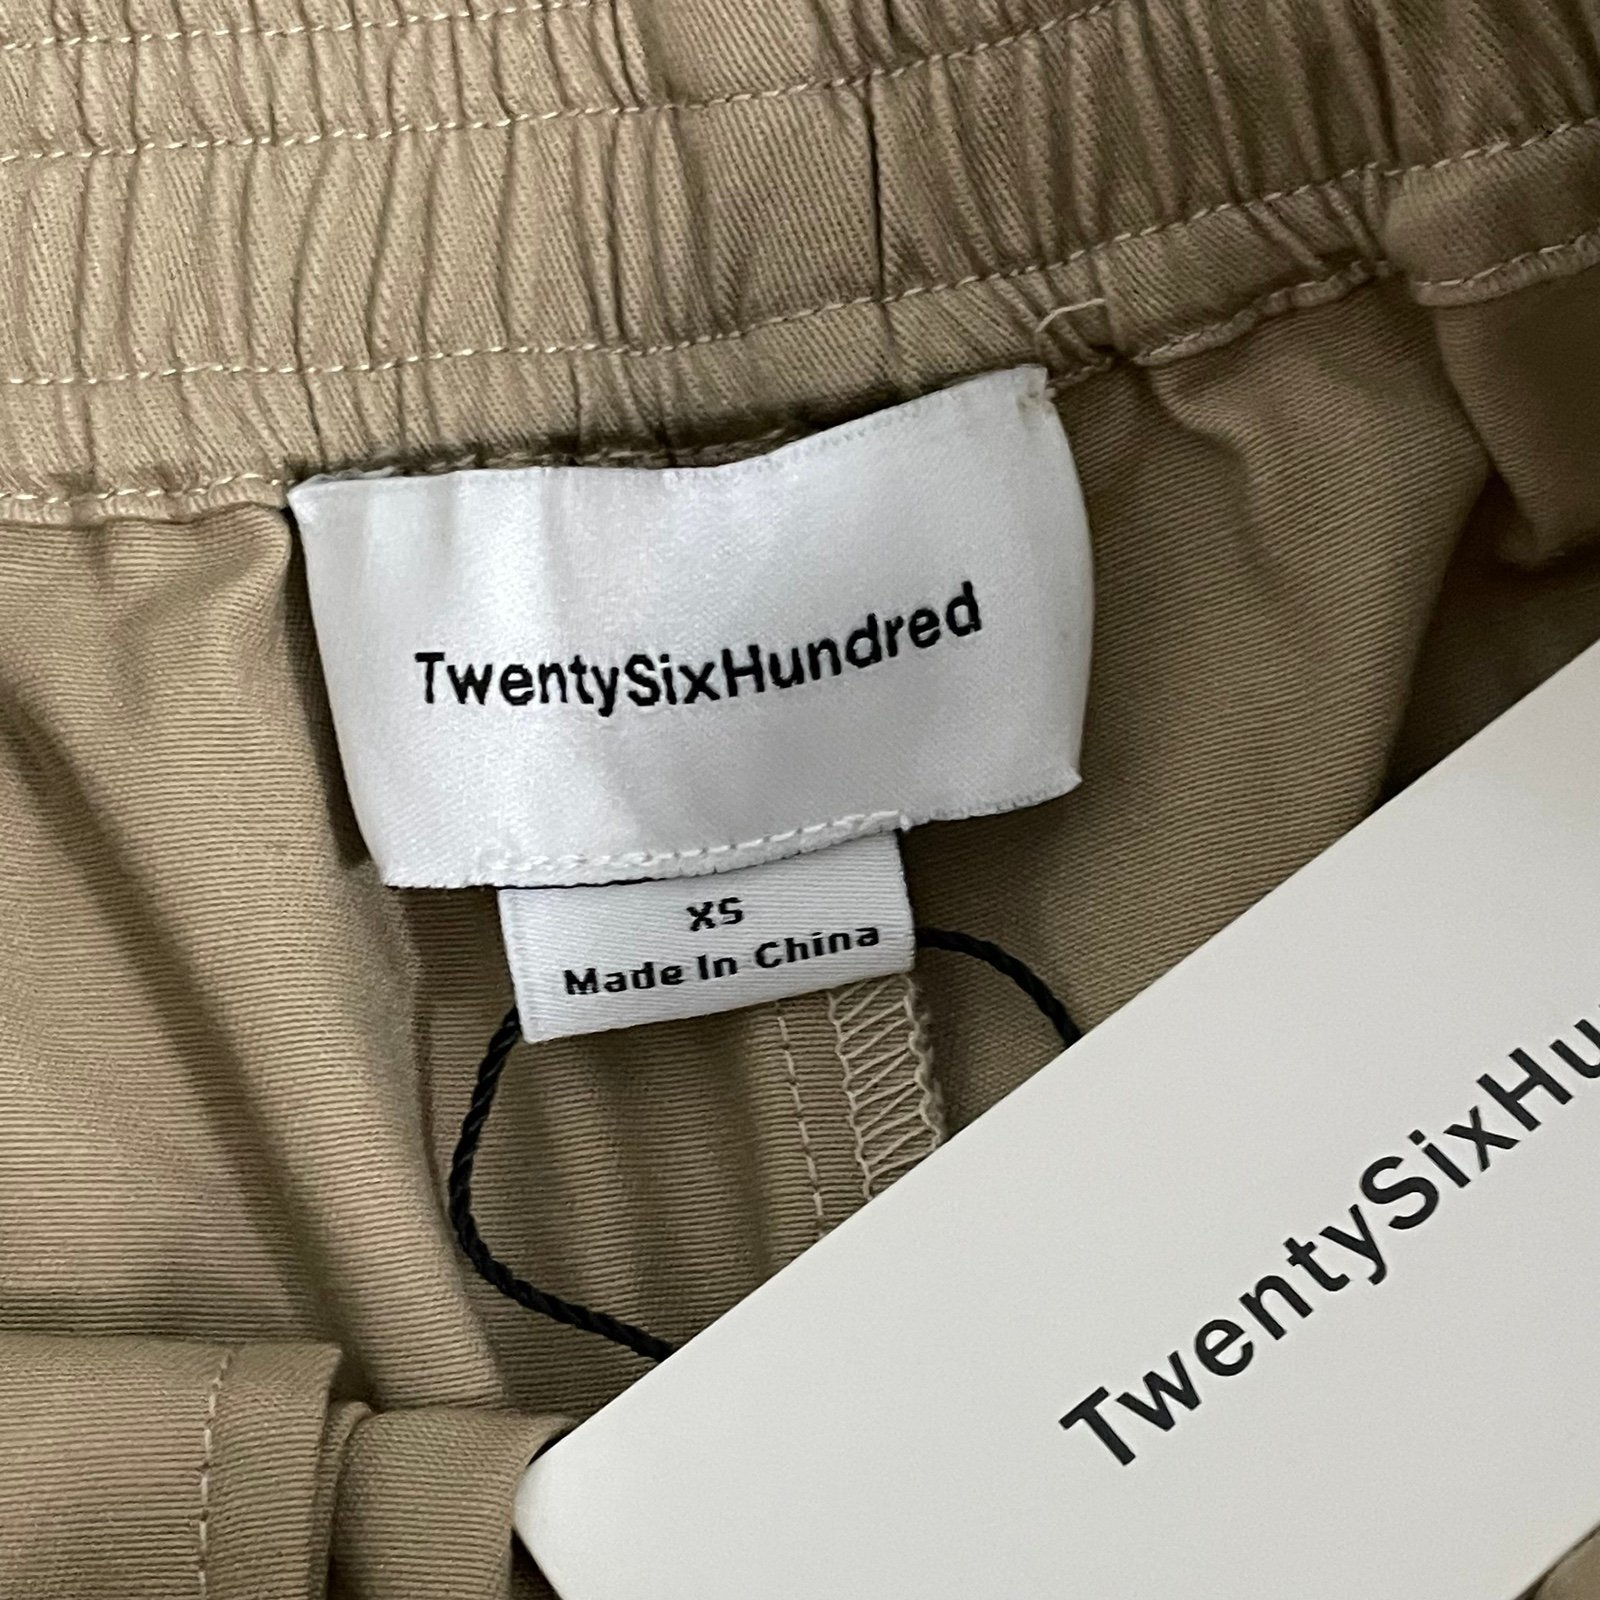 TwentySixHundred
XS
Made In China
TwentySixHu